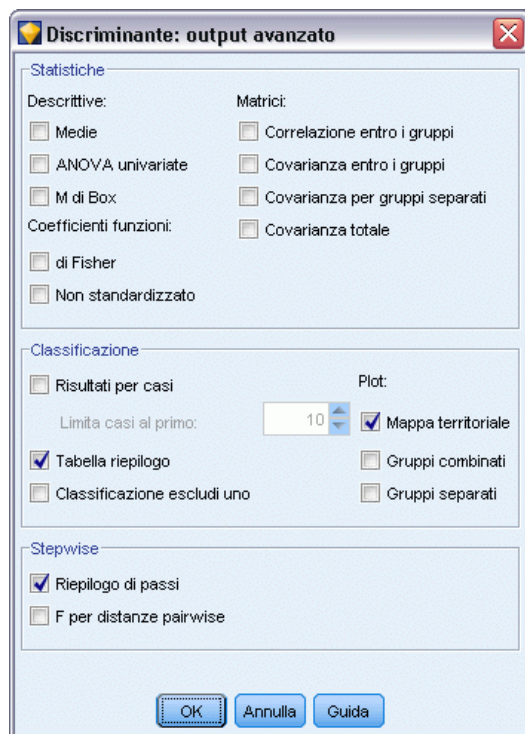 Discriminante: output avanzato
Statistiche
Descrittive:
Medie
ANOVA univariate
M di Box
Coefficienti funzioni:
di Fisher
Non standardizzato
Matrici:
Correlazione entro i gruppi
Covarianza entro i gruppi
Covarianza per gruppi separati
Covarianza totale
Classificazione
Risultati per casi
Limita casi al primo: 10
Tabella riepilogo
Classificazione escludi uno
Plot:
Mappa territoriale
Gruppi combinati
Gruppi separati
Stepwise
Riepilogo di passi
F per distanze pairwise
OK Annulla Guida